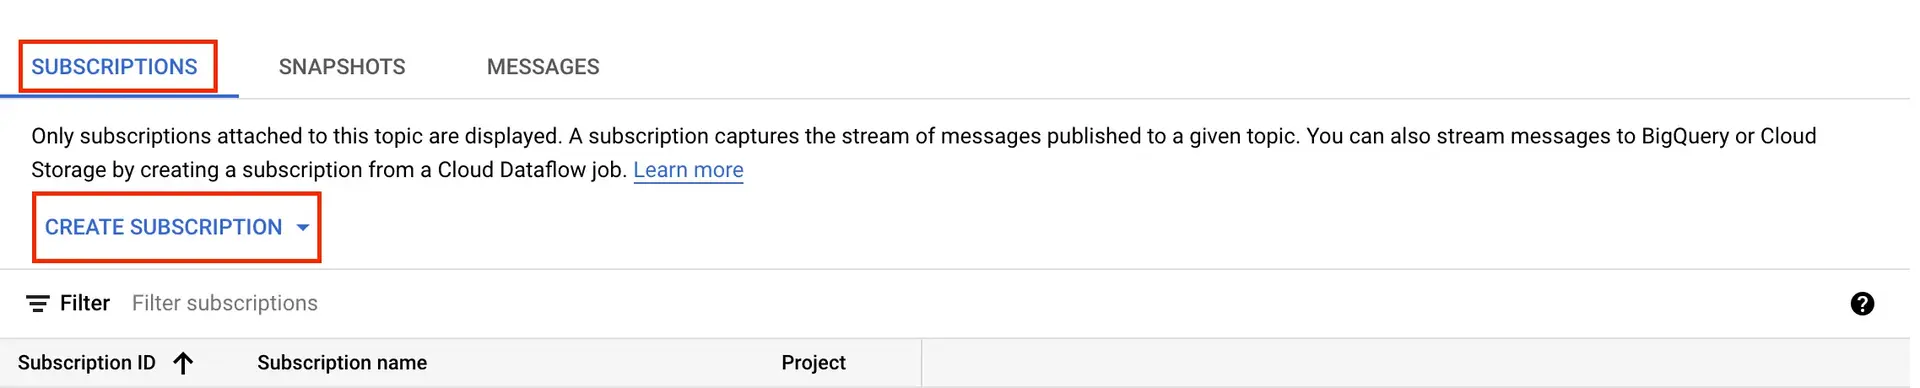 SUBSCRIPTIONS SNAPSHOTS MESSAGES
Only subscriptions attached to this topic are displayed. A subscription captures the stream of messages published to a given topic. You can also stream messages to BigQuery or Cloud
Storage by creating a subscription from a Cloud Dataflow job. Learn more
CREATE SUBSCRIPTION
Filter Filter subscriptions
Subscription ID Subscription name Project